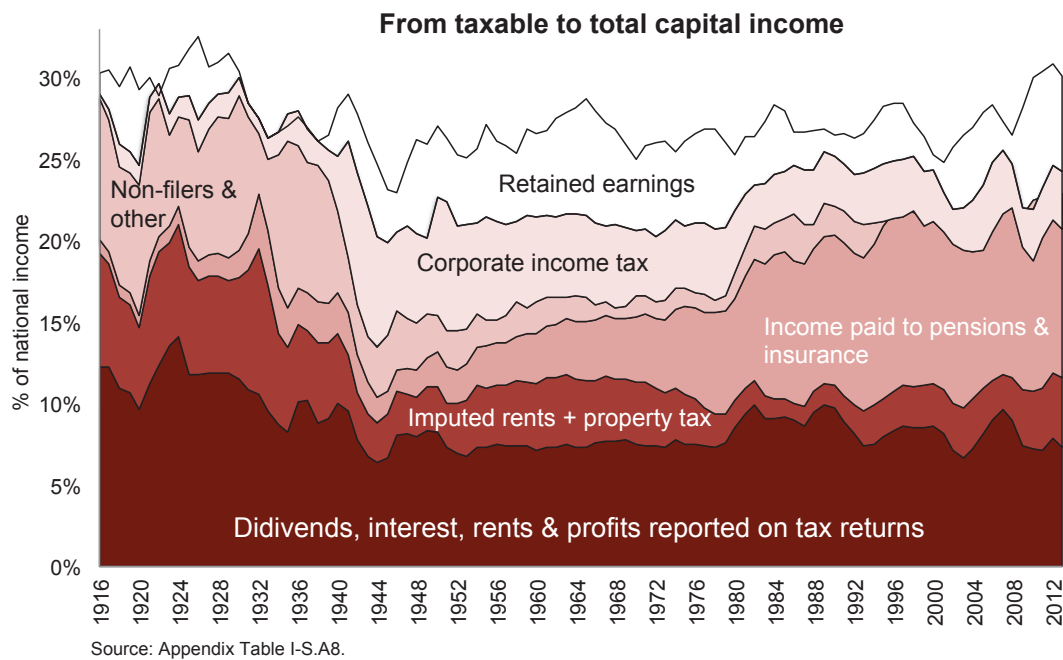 From taxable to total capital income
% of national income
30%
25%
20%
15%
10%
5%
0%
Non-filers &
other
Retained earnings
Corporate income tax
Income paid to pensions &
insurance
Imputed rents + property tax
Didivends, interest, rents & profits reported on tax returns
1916
1920
1924
1928
1932
1936
1940
1944
1948
1952
1956
1960
1964
1968
1972
1976
1980
1984
1988
1992
1996
2000
2004
2008
2012
Source: Appendix Table I-S.A8.